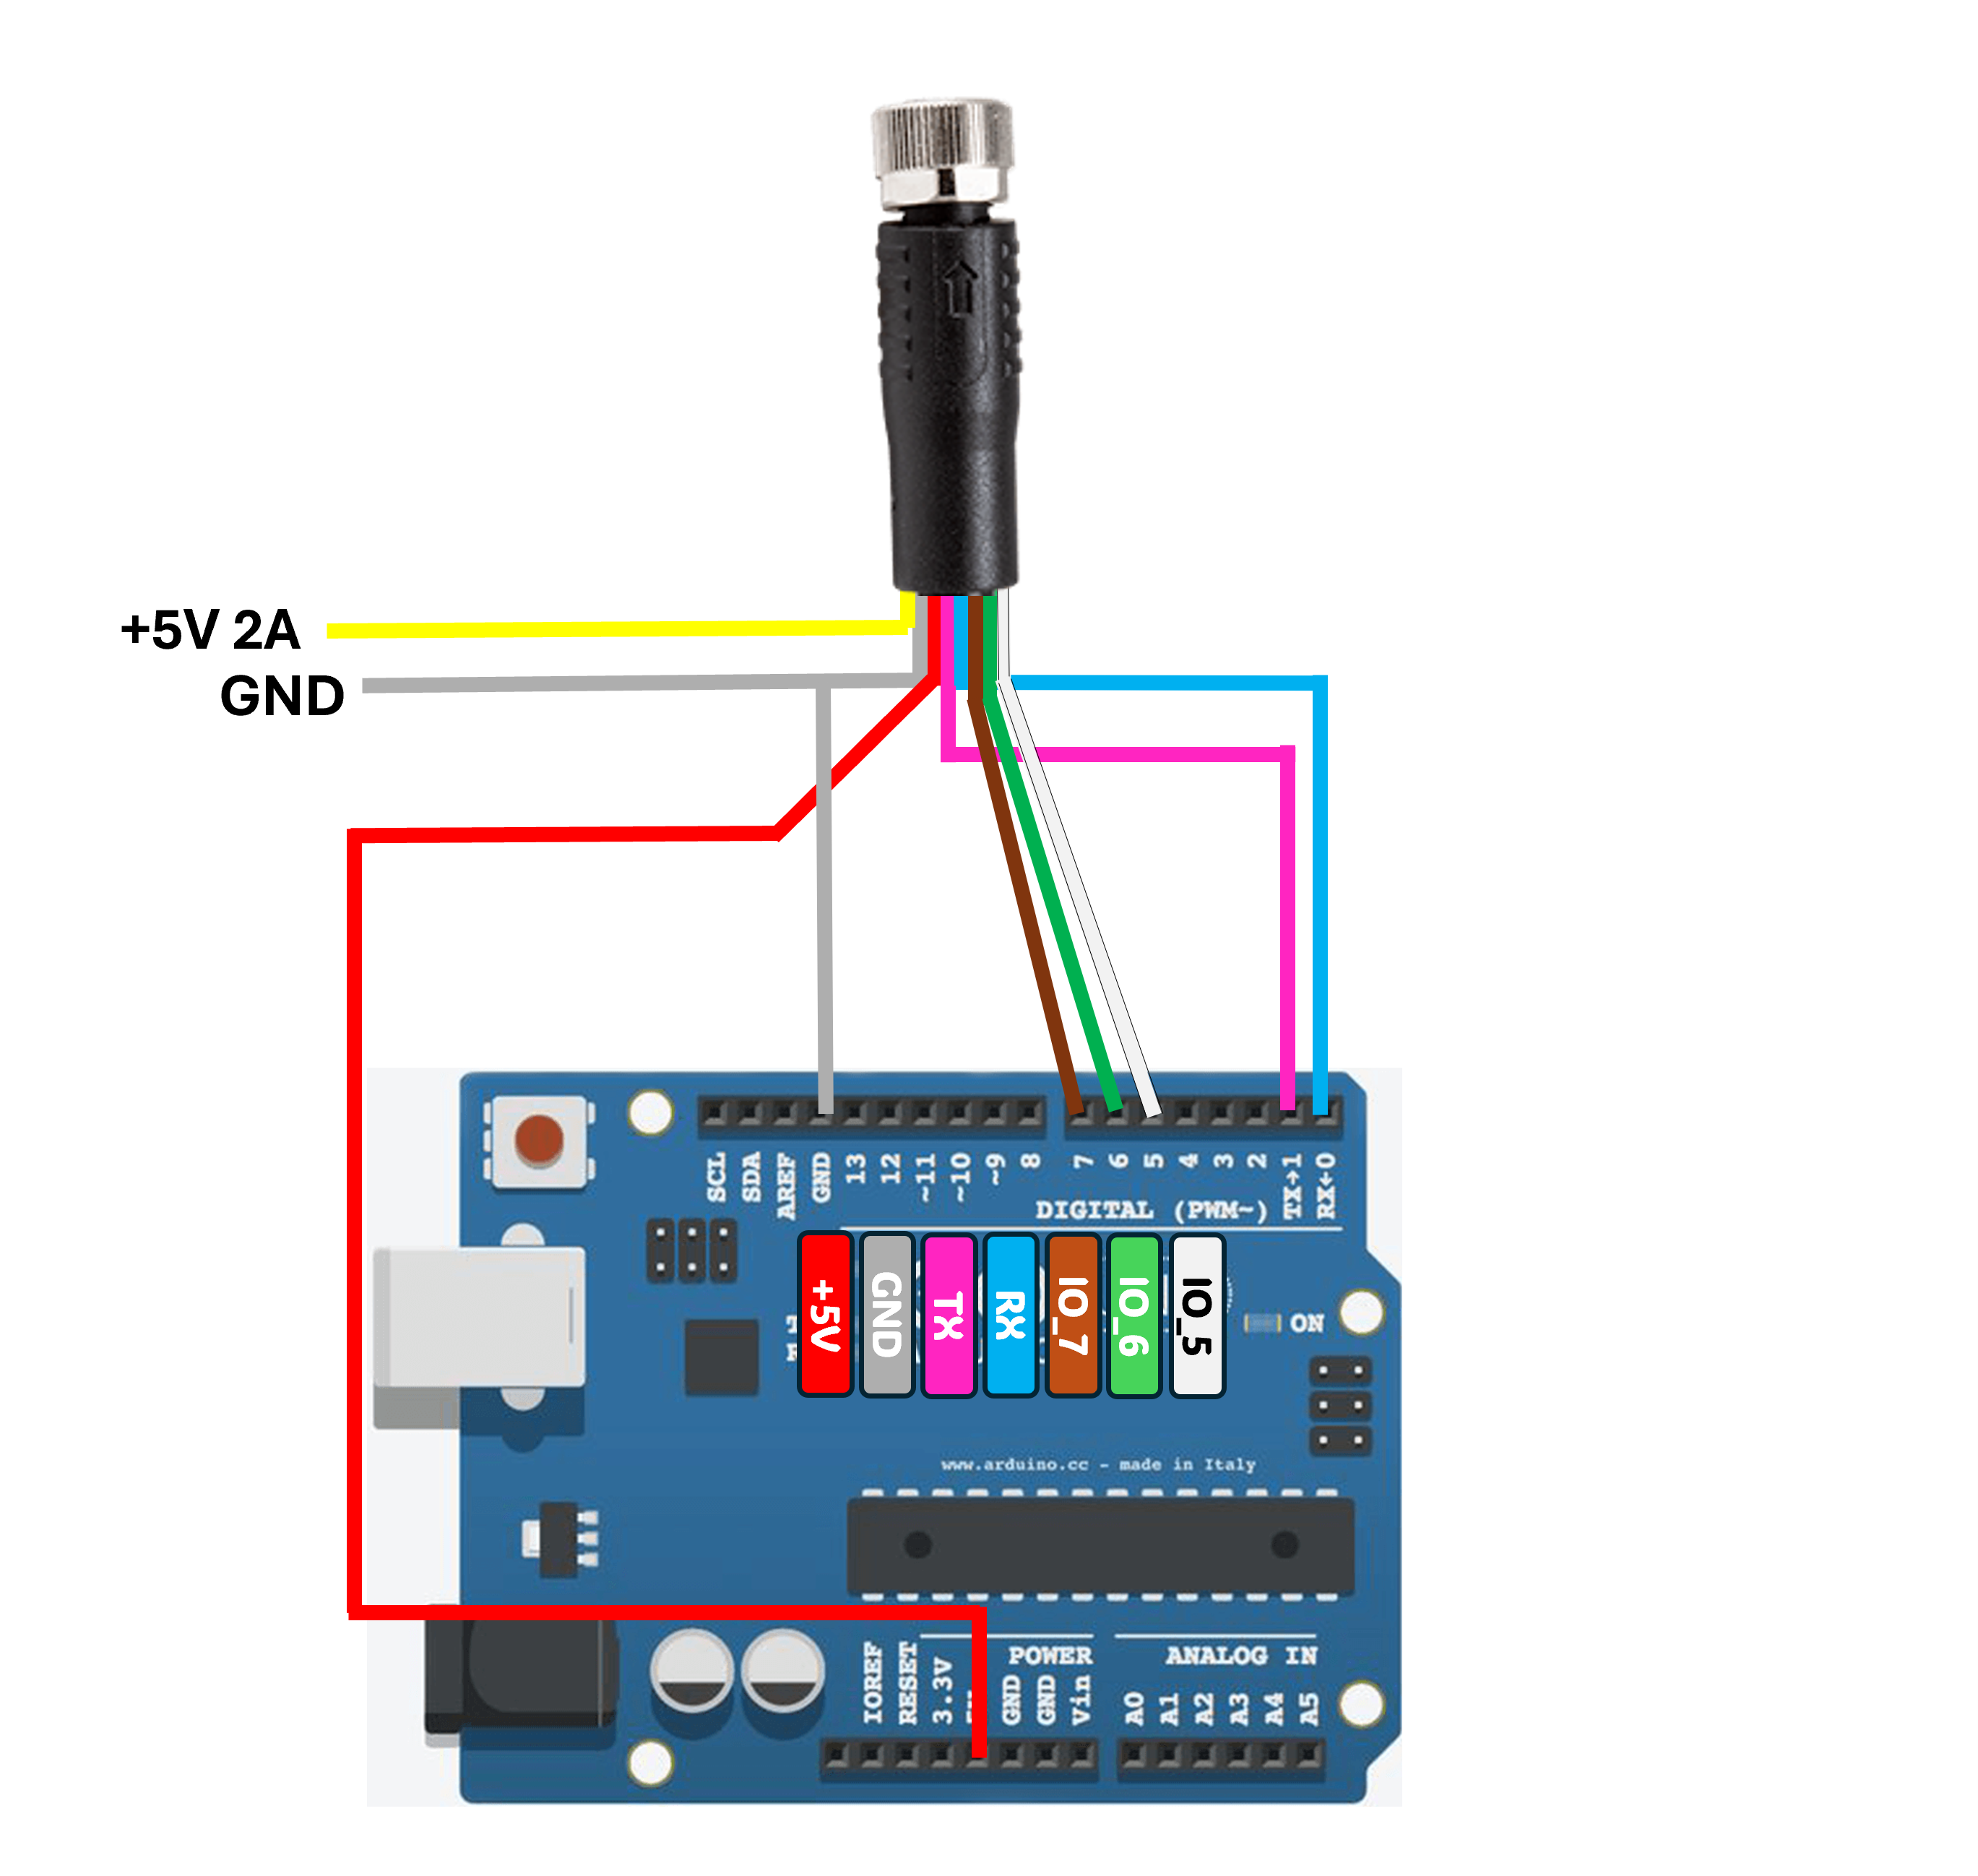 +5V 2A
GND
SCL
SDA
AREF
GND
13
12
~11
~10
~9
8
7
6
5
4
3
2
TX→1
RX←0
DIGITAL (PWM~)
+5V
GND
TX
RX
IO_7
IO_6
IO_5
ON
www.arduino.cc - made in Italy
POWER
ANALOG IN
IOREF
RESET
3.3V
GND
GND
Vin
A0
A1
A2
A3
A4
A5